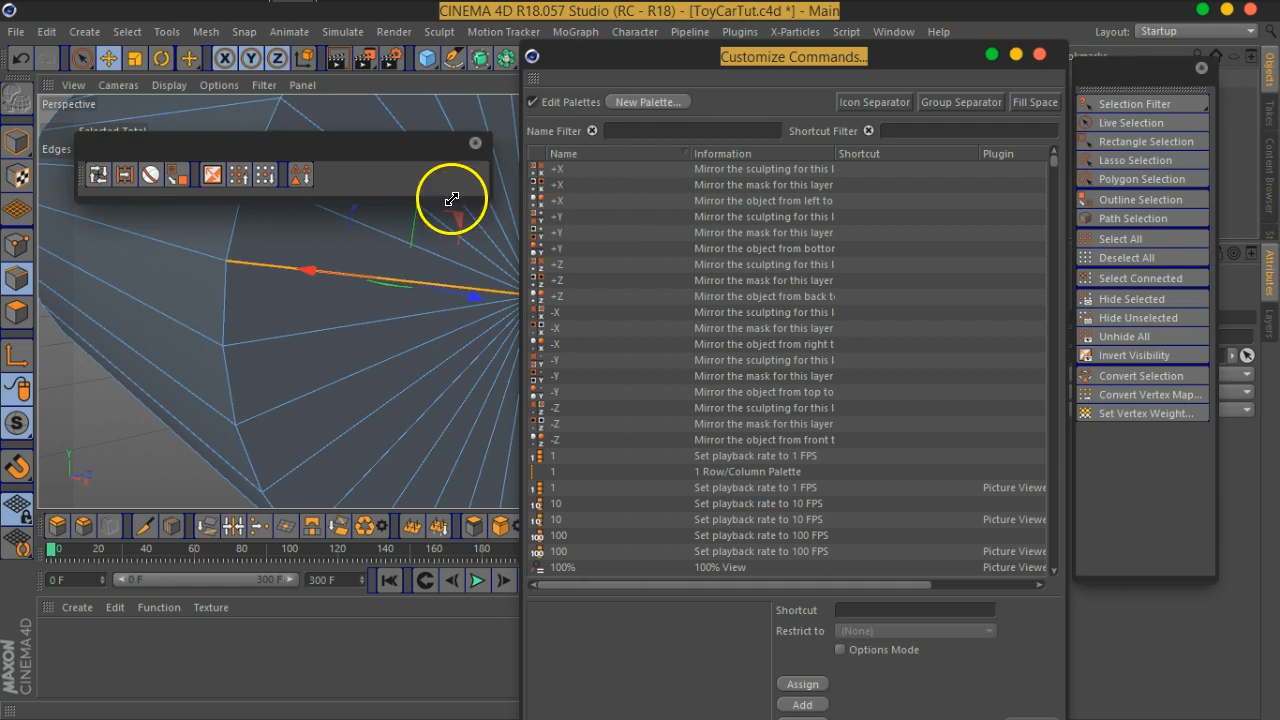 CINEMA 4D R18.057 Studio (RC - R18) - [ToyCarTut.c4d *] - Main
File Edit Create Select Tools Mesh Snap Animate Simulate Render Sculpt Motion Tracker MoGraph Character Pipeline Plugins X-Particles Script Window Help Layout: Startup
Customize Commands...
View Cameras Display Options Filter Panel
Perspective
Edges
Edit Palettes New Palette... Icon Separator Group Separator Fill Space
Name Filter Shortcut Filter
Name Information Shortcut Plugin
+X Mirror the sculpting for this l
+X Mirror the mask for this layer
+X Mirror the object from left to
+Y Mirror the sculpting for this l
+Y Mirror the mask for this layer
+Y Mirror the object from bottor
+Z Mirror the sculpting for this l
+Z Mirror the mask for this layer
+Z Mirror the object from back t
-X Mirror the sculpting for this l
-X Mirror the mask for this layer
-X Mirror the object from right t
-Y Mirror the sculpting for this l
-Y Mirror the mask for this layer
-Y Mirror the object from top to
-Z Mirror the sculpting for this l
-Z Mirror the mask for this layer
-Z Mirror the object from front t
1 Set playback rate to 1 FPS
1 1 Row/Column Palette
1 Set playback rate to 1 FPS Picture Viewe
10 Set playback rate to 10 FPS
10 Set playback rate to 10 FPS Picture Viewe
100 Set playback rate to 100 FPS
100 Set playback rate to 100 FPS Picture Viewe
100% 100% View Picture Viewe
Shortcut
Restrict to (None)
Options Mode
Assign
Add
Selection Filter
Live Selection
Rectangle Selection
Lasso Selection
Polygon Selection
Outline Selection
Path Selection
Select All
Deselect All
Select Connected
Hide Selected
Hide Unselected
Unhide All
Invert Visibility
Convert Selection
Convert Vertex Map...
Set Vertex Weight...
Objects
Takes
Content Browser
Attributes
Layers
0 20 40 60 80 100 120 140 160 180
0 F 0 F 300 F 300 F
Create Edit Function Texture
MAXON
CINEMA 4D